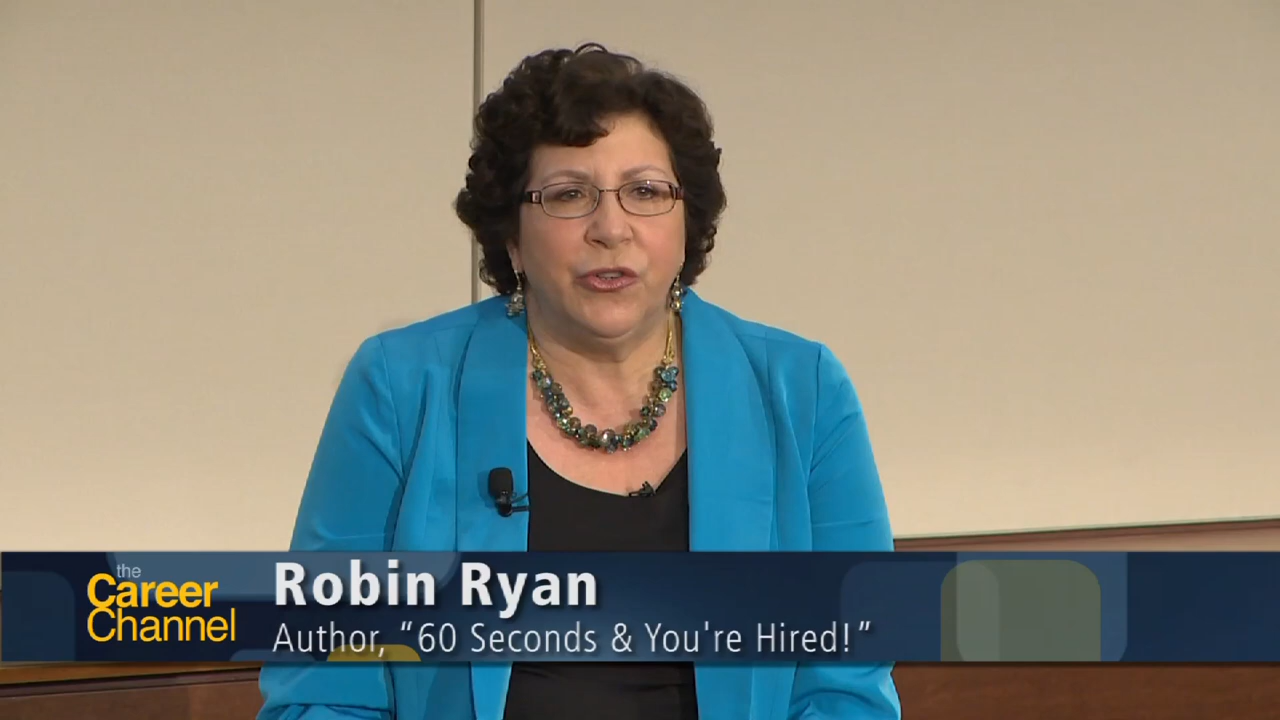 the
Career
Channel
Robin Ryan
Author, “60 Seconds & You're Hired!”